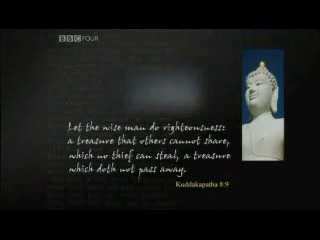 BBC FOUR
Let the wise man do righteousness:
a treasure that others cannot share,
which no thief can steal, a treasure
which doth not pass away.
Kuddakapatha 8:9